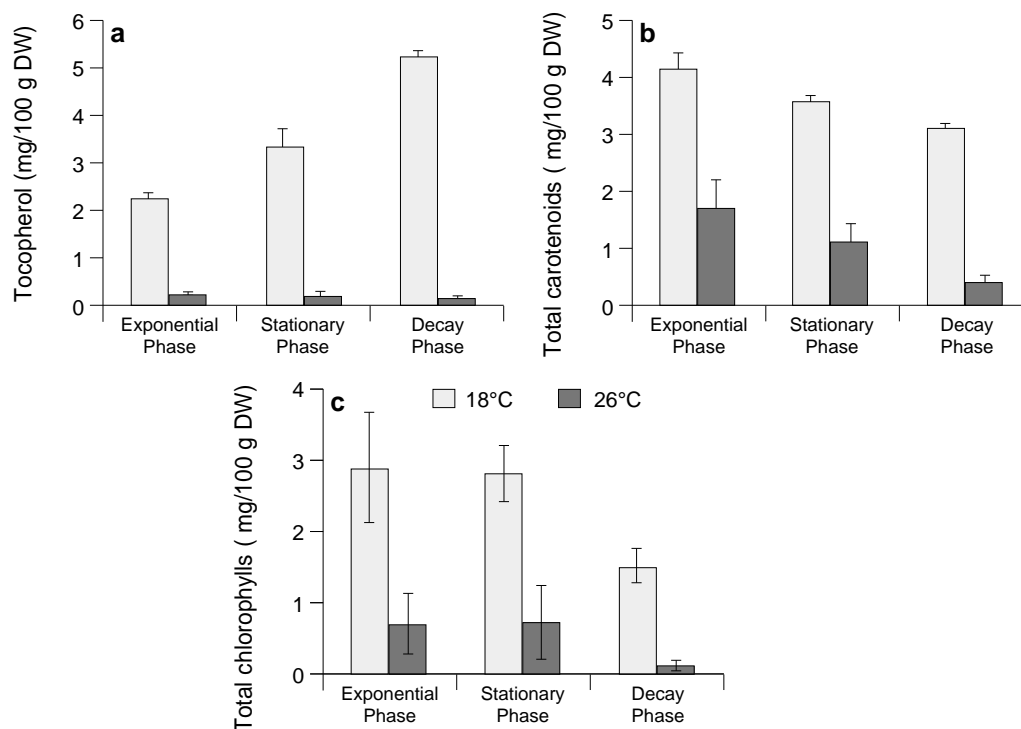 a
Tocopherol (mg/100 g DW)
6
5
4
3
2
1
0
Exponential Phase
Stationary Phase
Decay Phase
b
Total carotenoids ( mg/100 g DW)
5
4
3
2
1
0
Exponential Phase
Stationary Phase
Decay Phase
c
18°C
26°C
Total chlorophylls ( mg/100 g DW)
4
3
2
1
0
Exponential Phase
Stationary Phase
Decay Phase